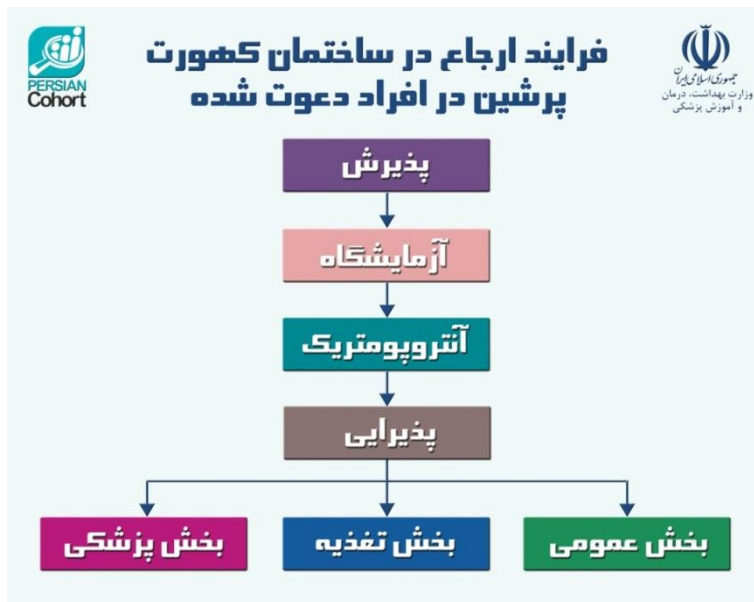 PERSIAN
Cohort
فرایند ارجاع در ساختمان کهورت
پرشین در افراد دعوت شده
جمهوری اسلامی ایران
وزارت بهداشت، درمان
و آموزش پزشکی
پذیرش
آزمایشگاه
آنتروپومتریک
پذیرایی
بخش عمومی
بخش تغذیه
بخش پزشکی